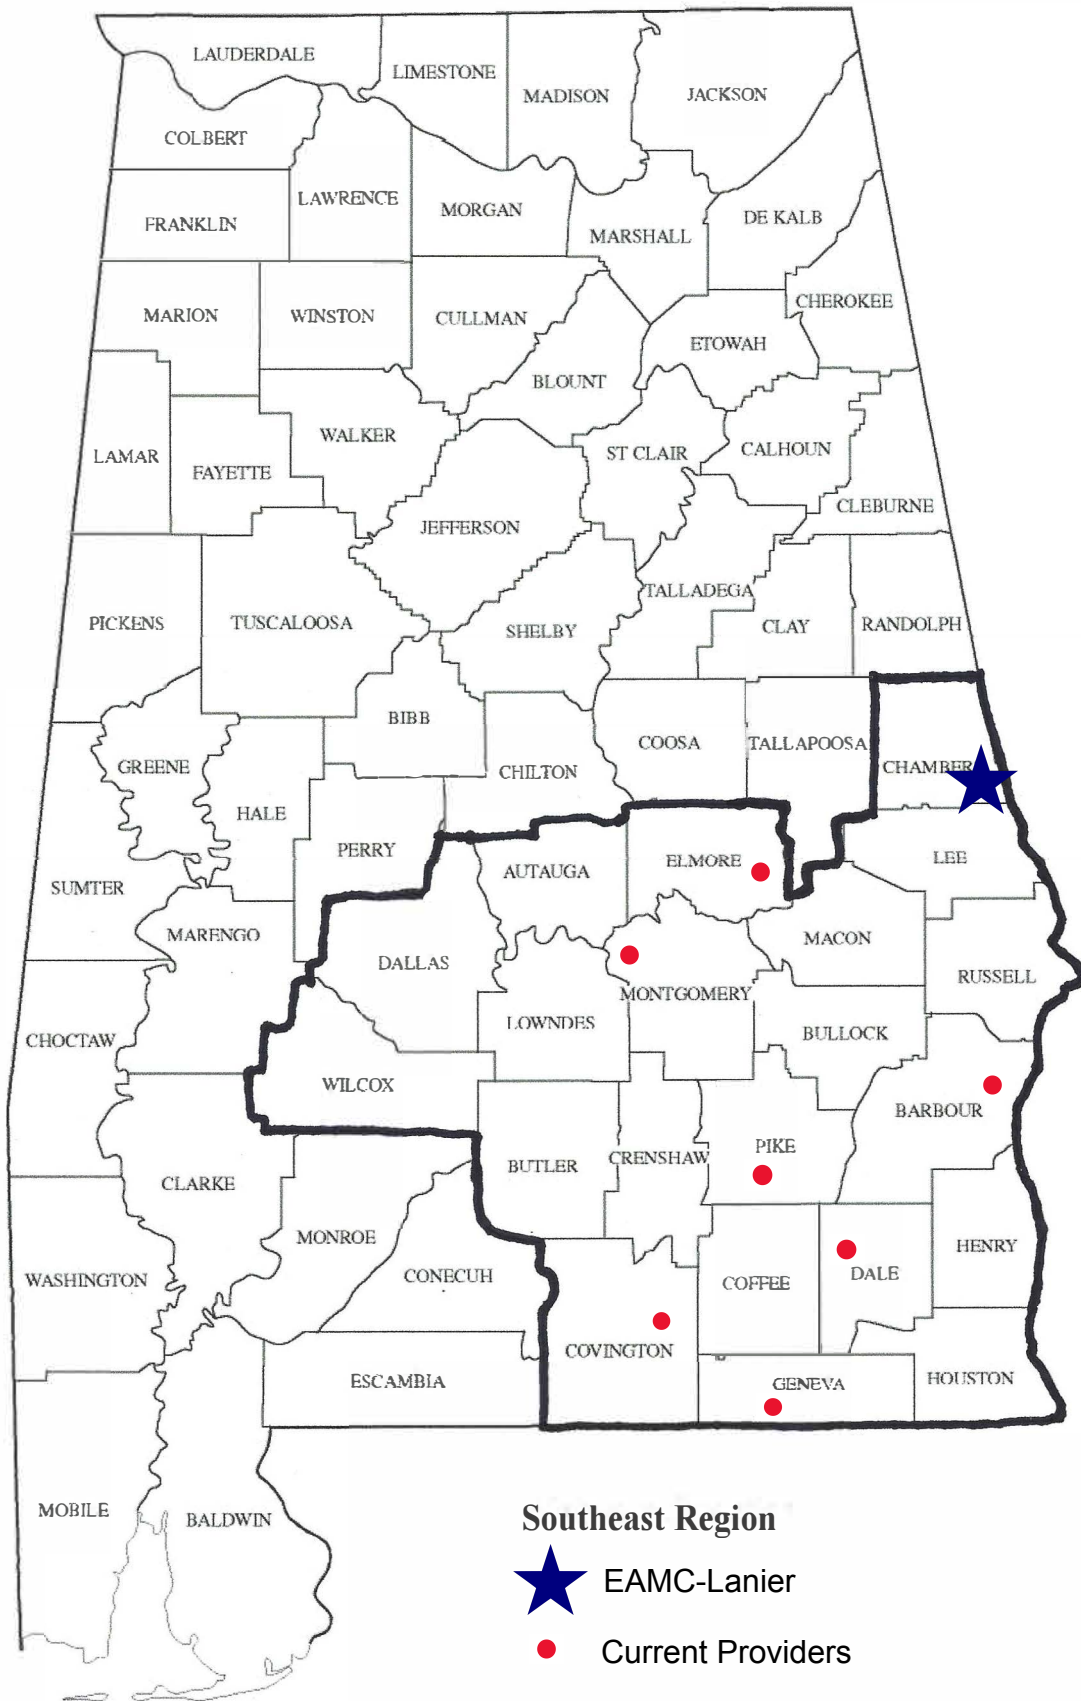 LAUDERDALE
LIMESTONE
MADISON
JACKSON
COLBERT
LAWRENCE
FRANKLIN
MORGAN
MARSHALL
DE KALB
MARION
WINSTON
CULLMAN
CHEROKEE
ETOWAH
BLOUNT
WALKER
LAMAR
FAYETTE
ST CLAIR
CALHOUN
CLEBURNE
JEFFERSON
TALLADEGA
PICKENS
TUSCALOOSA
SHELBY
CLAY
RANDOLPH
BIBB
COOSA
TALLAPOOSA
GREENE
CHILTON
CHAMBER
HALE
PERRY
AUTAUGA
ELMORE
LEE
SUMTER
MARENGO
DALLAS
MACON
RUSSELL
MONTGOMERY
LOWNDES
BULLOCK
CHOCTAW
WILCOX
BARBOUR
CLARKE
BUTLER
CRENSHAW
PIKE
MONROE
HENRY
WASHINGTON
CONECUH
COFFEE
DALE
COVINGTON
ESCAMBIA
GENEVA
HOUSTON
MOBILE
BALDWIN
Southeast Region
EAMC-Lanier
Current Providers